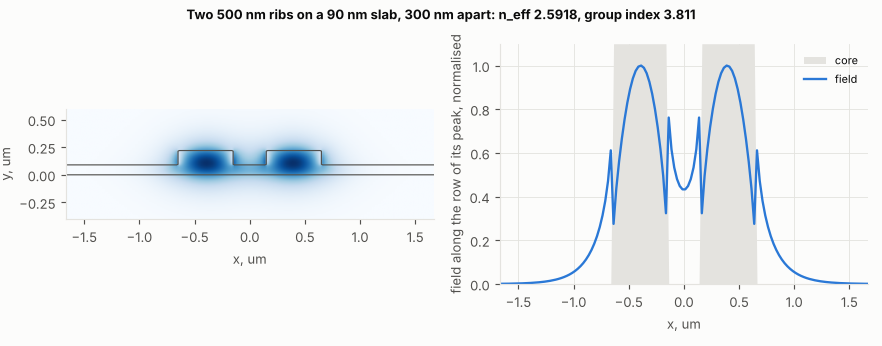 Two 500 nm ribs on a 90 nm slab, 300 nm apart: n_eff 2.5918, group index 3.811
y, um
0.50
0.25
0.00
−0.25
−1.5 −1.0 −0.5 0.0 0.5 1.0 1.5
x, um
field along the row of its peak, normalised
1.0
0.8
0.6
0.4
0.2
0.0
core
field
−1.5 −1.0 −0.5 0.0 0.5 1.0 1.5
x, um